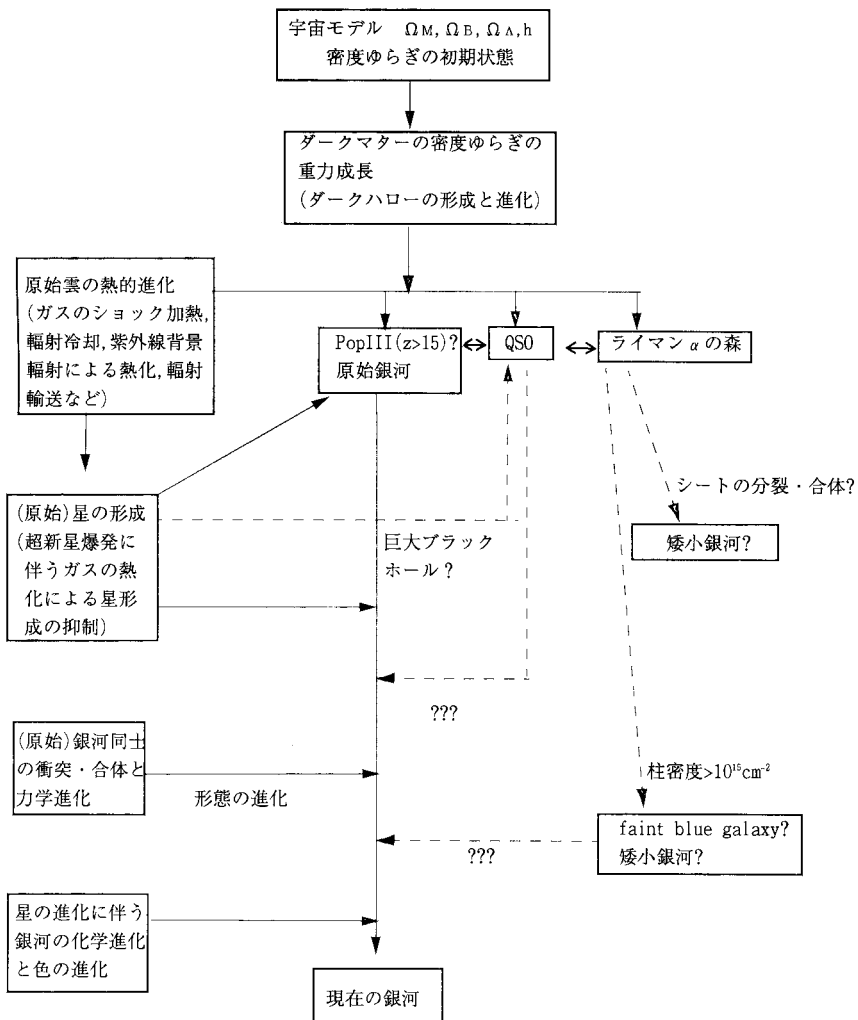 宇宙モデル ΩM, ΩB, ΩΛ, h
密度ゆらぎの初期状態
ダークマターの密度ゆらぎの
重力成長
(ダークハローの形成と進化)
原始雲の熱的進化
(ガスのショック加熱,
輻射冷却, 紫外線背景
輻射による熱化, 輻射
輸送など)
PopIII(z>15)?
原始銀河
QSO
ライマンαの森
(原始)星の形成
(超新星爆発に
伴うガスの熱
化による星形
成の抑制)
巨大ブラック
ホール?
シートの分裂・合体?
矮小銀河?
???
(原始)銀河同士
の衝突・合体と
力学進化
形態の進化
柱密度>10¹⁵cm⁻²
faint blue galaxy?
矮小銀河?
???
星の進化に伴う
銀河の化学進化
と色の進化
現在の銀河